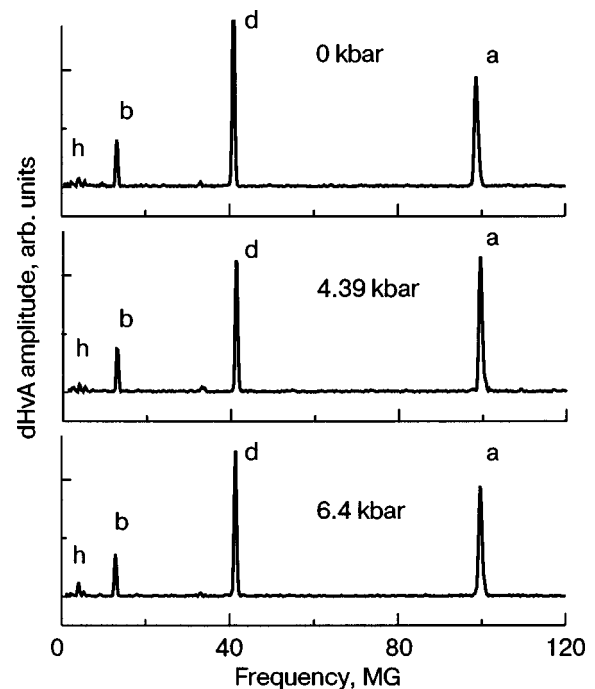 d
0 kbar
a
b
h
a
d
4.39 kbar
b
h
d
a
6.4 kbar
b
h
dHvA amplitude, arb. units
0 40 80 120
Frequency, MG